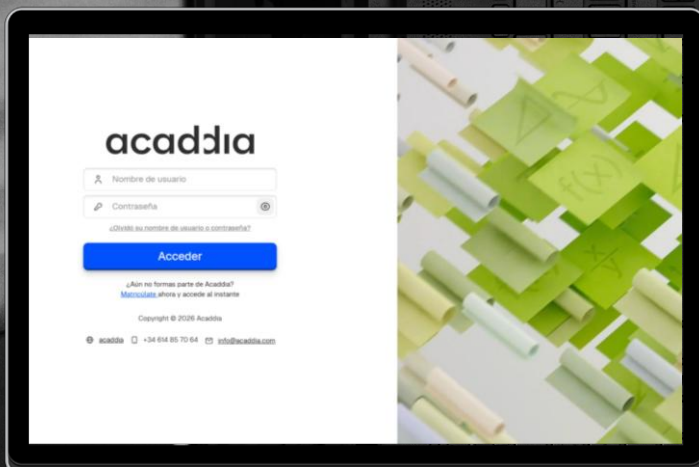 acaddia
Nombre de usuario
Contraseña
¿Olvidó su nombre de usuario o contraseña?
Acceder
¿Aún no formas parte de Acaddia?
Matricúlate ahora y accede al instante
Copyright © 2026 Acaddia
acaddia +34 614 85 70 64 info@acaddia.com
f(x)
x
y